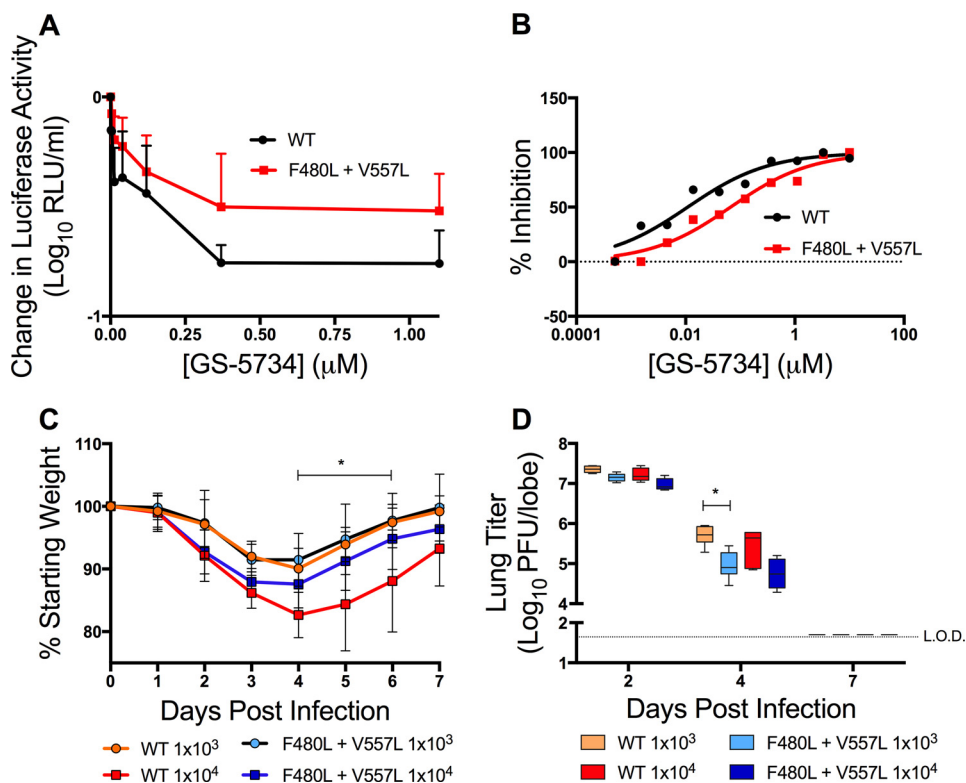 A
Change in Luciferase Activity
(Log10 RLU/ml)
0
-1
WT
F480L + V557L
0.00 0.25 0.50 0.75 1.00
[GS-5734] (μM)
B
% Inhibition
150
100
50
0
-50
WT
F480L + V557L
0.0001 0.01 1 100
[GS-5734] (μM)
C
% Starting Weight
110
100
90
80
*
0 1 2 3 4 5 6 7
Days Post Infection
WT 1x10³ F480L + V557L 1x10³
WT 1x10⁴ F480L + V557L 1x10⁴
D
Lung Titer
(Log10 PFU/lobe)
8
7
6
5
4
2
1
*
L.O.D.
2 4 7
Days Post Infection
WT 1x10³ F480L + V557L 1x10³
WT 1x10⁴ F480L + V557L 1x10⁴